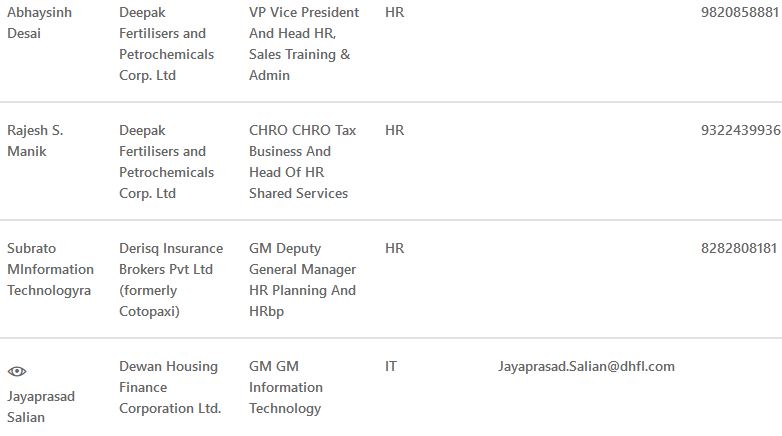 Abhaysinh Desai
Deepak Fertilisers and Petrochemicals Corp. Ltd
VP Vice President And Head HR, Sales Training & Admin
HR
9820858881
Rajesh S. Manik
Deepak Fertilisers and Petrochemicals Corp. Ltd
CHRO CHRO Tax Business And Head Of HR Shared Services
HR
9322439936
Subrato MInformation Technologyra
Derisq Insurance Brokers Pvt Ltd (formerly Cotopaxi)
GM Deputy General Manager HR Planning And HRbp
HR
8282808181
Jayaprasad Salian
Dewan Housing Finance Corporation Ltd.
GM GM Information Technology
IT
Jayaprasad.Salian@dhfl.com